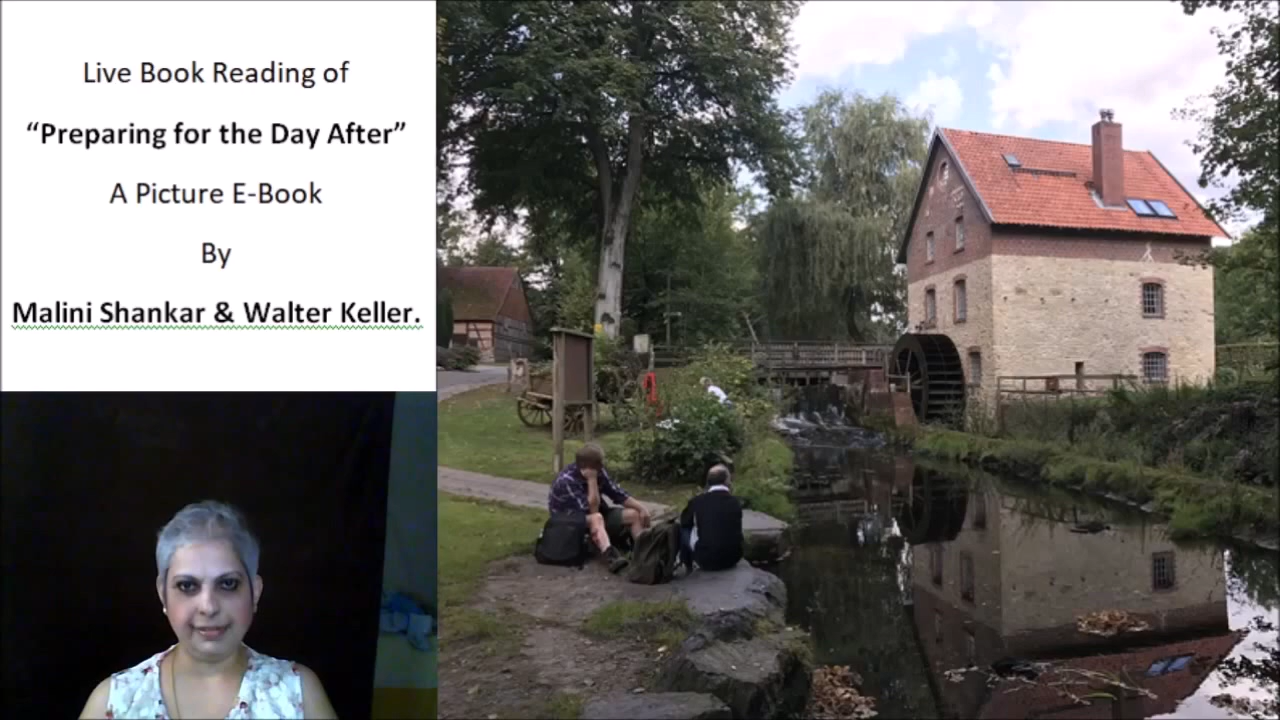 Live Book Reading of
“Preparing for the Day After”
A Picture E-Book
By
Malini Shankar & Walter Keller.